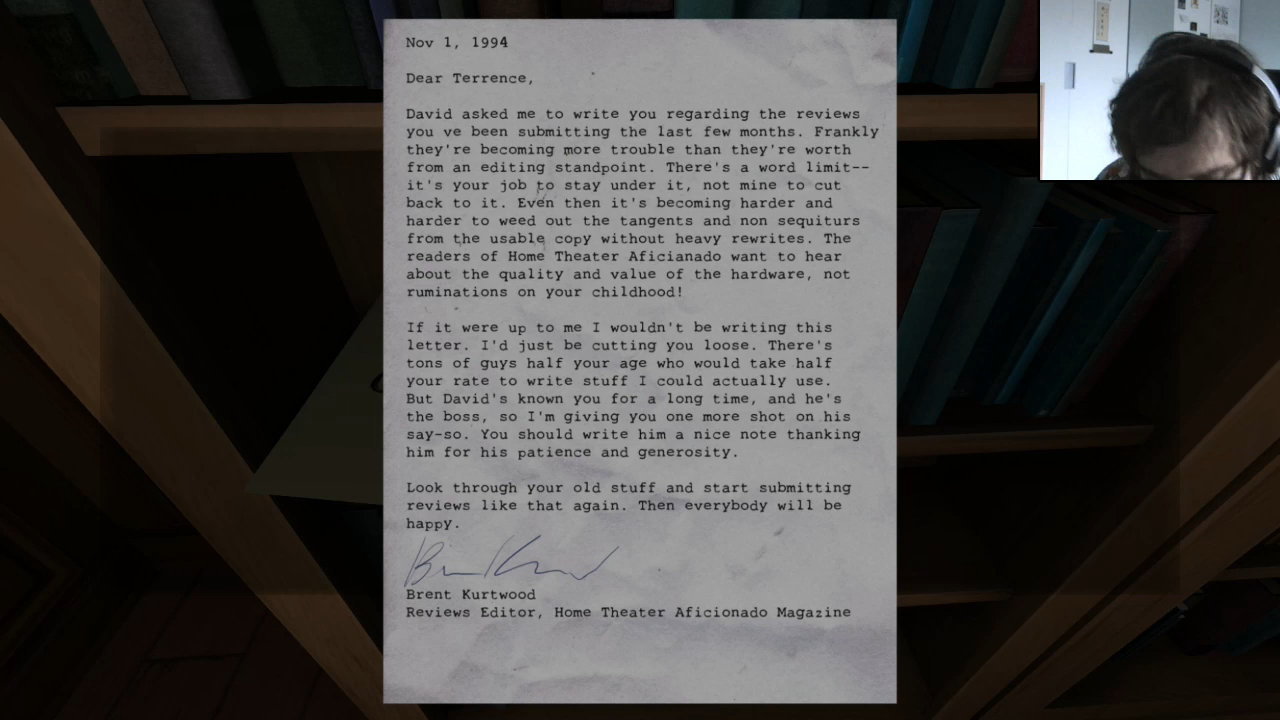 Nov 1, 1994
Dear Terrence,
David asked me to write you regarding the reviews
you ve been submitting the last few months. Frankly
they're becoming more trouble than they're worth
from an editing standpoint. There's a word limit--
it's your job to stay under it, not mine to cut
back to it. Even then it's becoming harder and
harder to weed out the tangents and non sequiturs
from the usable copy without heavy rewrites. The
readers of Home Theater Aficianado want to hear
about the quality and value of the hardware, not
ruminations on your childhood!
If it were up to me I wouldn't be writing this
letter. I'd just be cutting you loose. There's
tons of guys half your age who would take half
your rate to write stuff I could actually use.
But David's known you for a long time, and he's
the boss, so I'm giving you one more shot on his
say-so. You should write him a nice note thanking
him for his patience and generosity.
Look through your old stuff and start submitting
reviews like that again. Then everybody will be
happy.
Brent Kurtwood
Reviews Editor, Home Theater Aficionado Magazine